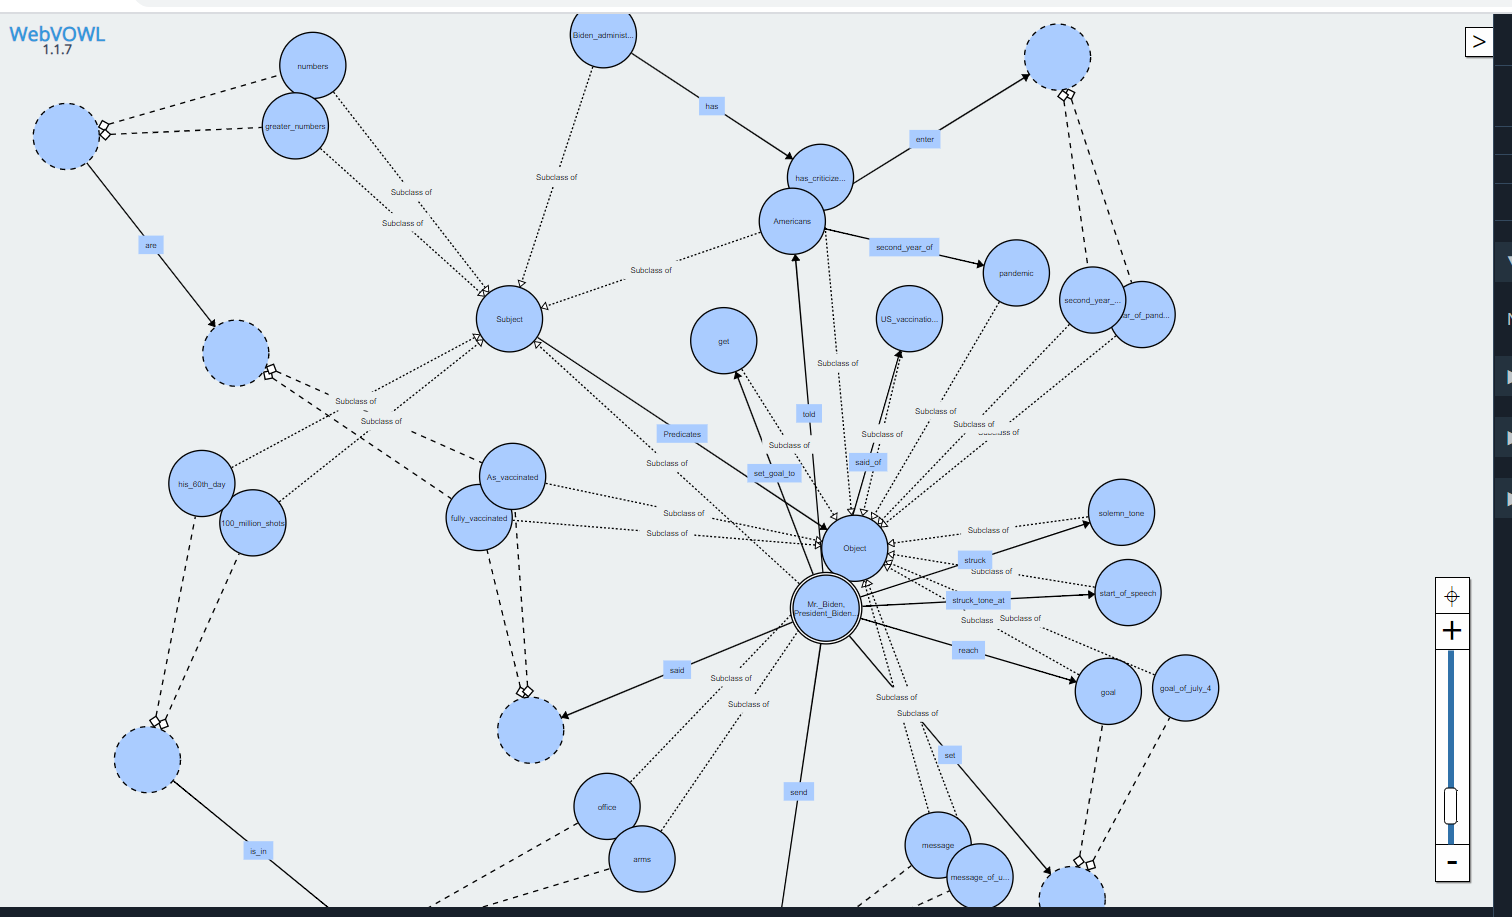 WebVOWL
1.1.7
>
Biden_administ...
numbers
has
greater_numbers
enter
has_criticize...
Subclass of
Subclass of
Americans
Subclass of
are
second_year_of
Subclass of
pandemic
second_year_...
ar_of_pand...
Subject
US_vaccinatio...
get
Subclass of
Subclass of
told
Subclass of
Subclass of
Predicates
Subclass of
Subclass of
Subclass of
Subclass of
said_of
Subclass of
set_goal_to
As_vaccinated
his_60th_day
Subclass of
solemn_tone
fully_vaccinated
100_million_shots
Subclass of
Subclass of
Object
struck
Subclass of
start_of_speech
struck_tone_at
Mr._Biden,
President_Biden...
Subclass of
Subclass
reach
said
Subclass of
goal
goal_of_july_4
Subclass of
Subclass of
Subclass of
set
send
office
message
is_in
arms
message_of_u...
+
-